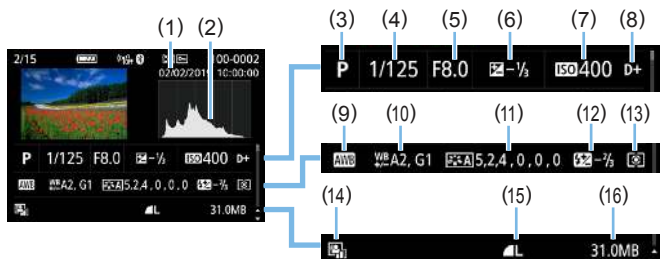 (1) (2)
2/15 100-0002
02/02/2019 10:00:00
P 1/125 F8.0 -⅓ ISO400 D+
AWB WB A2, G1 A 5,2,4,0,0,0 -⅔
L 31.0MB
(3) (4) (5) (6) (7) (8)
P 1/125 F8.0 -⅓ ISO400 D+
(9) (10) (11) (12) (13)
AWB WB A2, G1 A 5,2,4,0,0,0 -⅔
(14) (15) (16)
L 31.0MB